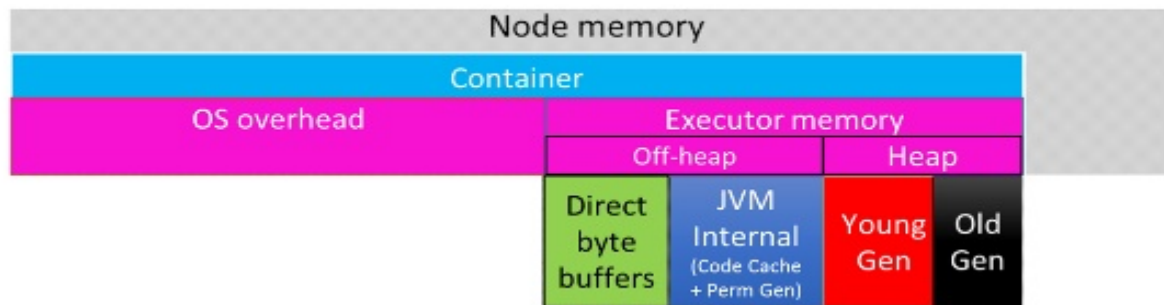 Node memory
Container
OS overhead
Executor memory
Off-heap
Heap
Direct
byte
buffers
JVM
Internal
(Code Cache
+ Perm Gen)
Young
Gen
Old
Gen